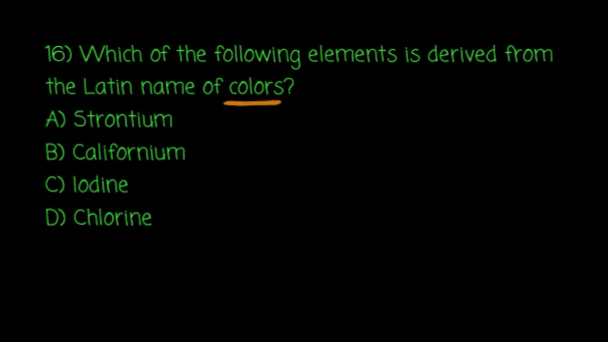 16) Which of the following elements is derived from
the Latin name of colors?
A) Strontium
B) Californium
C) Iodine
D) Chlorine